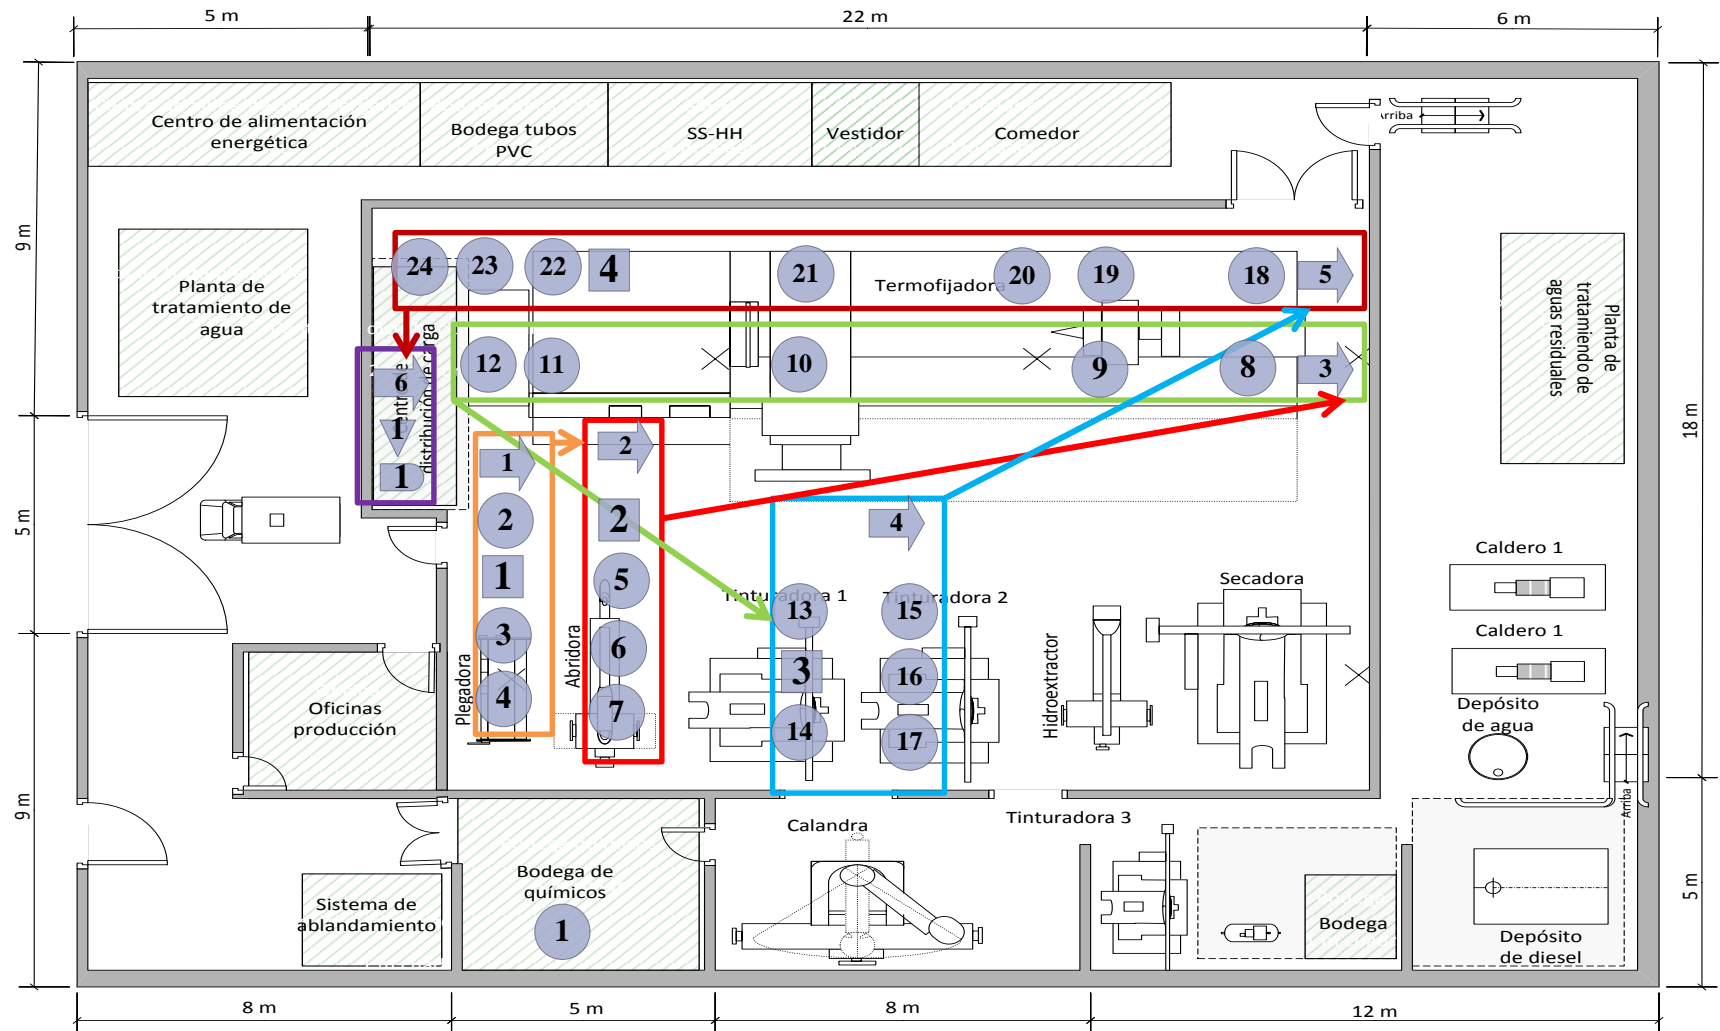 5 m
22 m
6 m
Centro de alimentación
energética
Bodega tubos
PVC
SS-HH
Vestidor
Comedor
Arriba
9 m
Planta de
tratamiento de
agua
24
23
22
4
21
Termofijadora
20
19
18
5
Planta de
tratamiendo de
aguas residuales
12
11
10
9
8
3
6
1
1
distribución de carga
18 m
1
2
1
3
4
Plegadora
2
2
5
6
7
Abridora
4
Tinturadora 1
13
3
14
Tinturadora 2
15
16
17
Hidroextractor
Secadora
Caldero 1
Caldero 1
Depósito
de agua
Arriba
5 m
Oficinas
producción
9 m
Sistema de
ablandamiento
Bodega de
químicos
1
Calandra
Tinturadora 3
Bodega
Depósito
de diesel
5 m
8 m
5 m
8 m
12 m